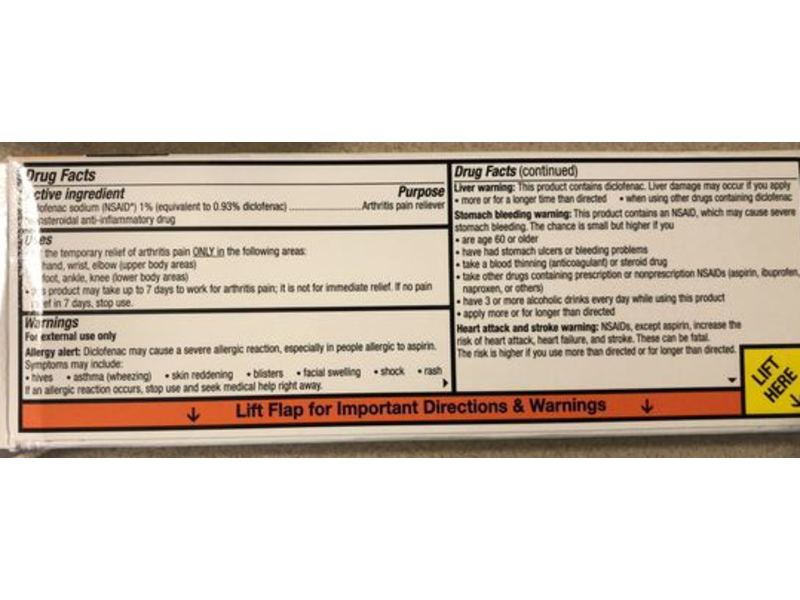 Drug Facts
Active ingredient Purpose
lofenac sodium (NSAID*) 1% (equivalent to 0.93% diclofenac) ........................ Arthritis pain reliever
nsteroidal anti-inflammatory drug
Uses
the temporary relief of arthritis pain ONLY in the following areas:
hand, wrist, elbow (upper body areas)
foot, ankle, knee (lower body areas)
• this product may take up to 7 days to work for arthritis pain; it is not for immediate relief. If no pain
relief in 7 days, stop use.
Warnings
For external use only
Allergy alert: Diclofenac may cause a severe allergic reaction, especially in people allergic to aspirin.
Symptoms may include:
• hives • asthma (wheezing) • skin reddening • blisters • facial swelling • shock • rash
If an allergic reaction occurs, stop use and seek medical help right away.
Drug Facts (continued)
Liver warning: This product contains diclofenac. Liver damage may occur if you apply
• more or for a longer time than directed • when using other drugs containing diclofenac
Stomach bleeding warning: This product contains an NSAID, which may cause severe
stomach bleeding. The chance is small but higher if you
• are age 60 or older
• have had stomach ulcers or bleeding problems
• take a blood thinning (anticoagulant) or steroid drug
• take other drugs containing prescription or nonprescription NSAIDs (aspirin, ibuprofen,
naproxen, or others)
• have 3 or more alcoholic drinks every day while using this product
• apply more or for longer than directed
Heart attack and stroke warning: NSAIDs, except aspirin, increase the
risk of heart attack, heart failure, and stroke. These can be fatal.
The risk is higher if you use more than directed or for longer than directed.
LIFT
HERE
Lift Flap for Important Directions & Warnings